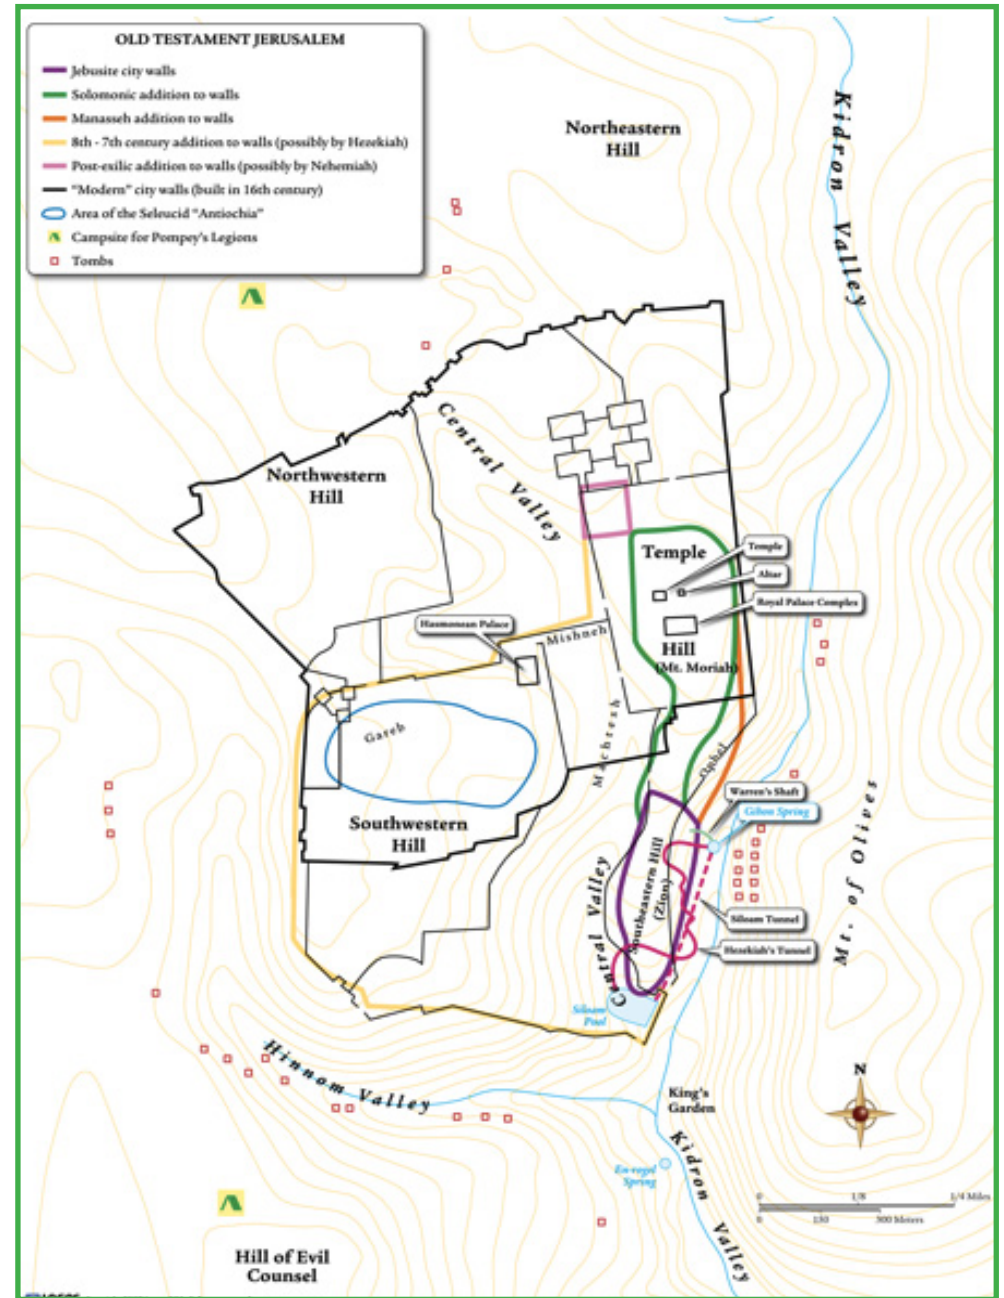 OLD TESTAMENT JERUSALEM
Jebusite city walls
Solomonic addition to walls
Manasseh addition to walls
8th - 7th century addition to walls (possibly by Hezekiah)
Post-exilic addition to walls (possibly by Nehemiah)
"Modern" city walls (built in 16th century)
Area of the Seleucid "Antiochia"
Campsite for Pompey's Legions
Tombs
Northeastern
Hill
Kidron Valley
Central Valley
Northwestern
Hill
Temple
Temple
Altar
Royal Palace Complex
Hill
(Mt. Moriah)
Hasmonean Palace
Mishneh
Gareb
Machtesh
Ophel
Warren's Shaft
Gihon Spring
Southwestern
Hill
Southeastern Hill
(Zion)
Central Valley
Mt. of Olives
Siloam Tunnel
Hezekiah's Tunnel
Siloam
Pool
Hinnom Valley
King's
Garden
N
Kidron Valley
En-rogel
Spring
0 1/8 1/4 Miles
0 150 300 Meters
Hill of Evil
Counsel